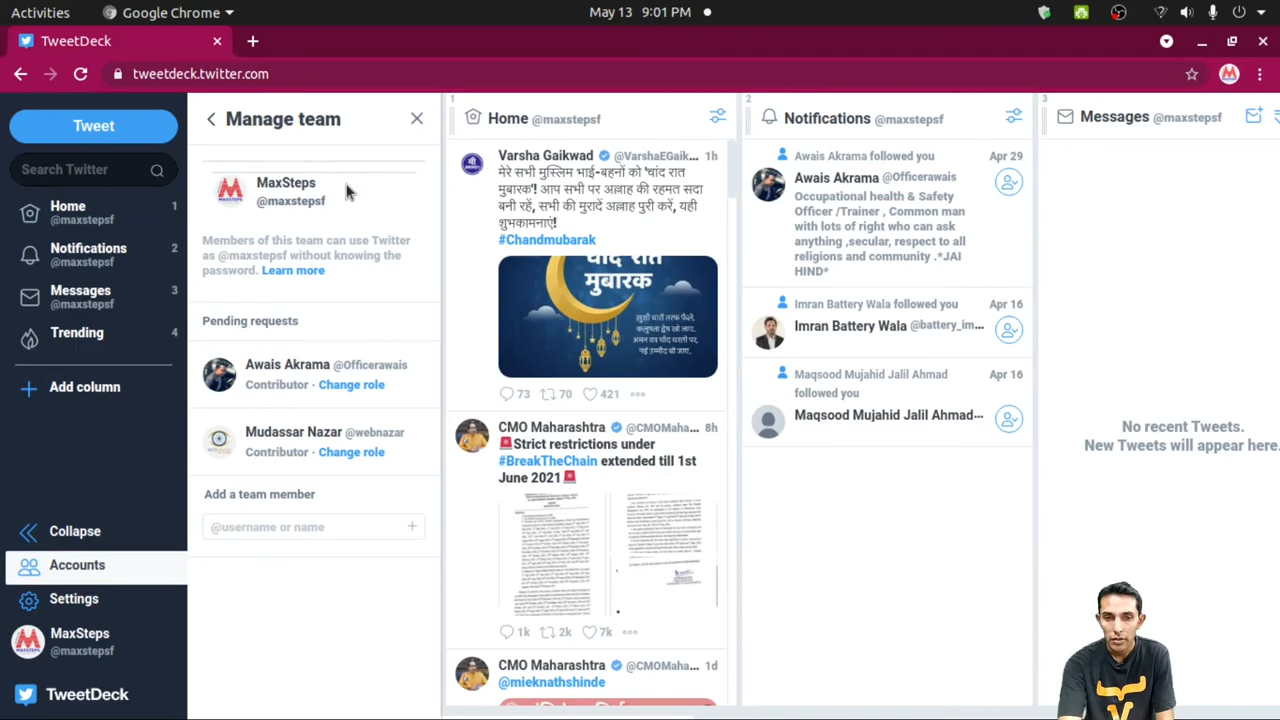 Activities
Google Chrome
May 13 9:01 PM
TweetDeck
tweetdeck.twitter.com
Tweet
Search Twitter
Home 1
@maxstepsf
Notifications 2
@maxstepsf
Messages 3
@maxstepsf
Trending 4
Add column
Collapse
Accounts
Settings
MaxSteps
@maxstepsf
TweetDeck
Manage team
MaxSteps
@maxstepsf
Members of this team can use Twitter
as @maxstepsf without knowing the
password. Learn more
Pending requests
Awais Akrama @Officerawais
Contributor · Change role
Mudassar Nazar @webnazar
Contributor · Change role
Add a team member
@username or name
1
Home @maxstepsf
Varsha Gaikwad @VarshaEGaik... 1h
मेरे सभी मुस्लिम भाई-बहनों को 'चांद रात
मुबारक'! आप सभी पर अल्लाह की रहमत सदा
बनी रहें, सभी की मुरादें अल्लाह पुरी करें, यही
शुभकामनाएं!
#Chandmubarak
चांद रात
मुबारक
73 70 421
CMO Maharashtra @CMOMaha... 8h
🚨Strict restrictions under
#BreakTheChain extended till 1st
June 2021🚨
1k 2k 7k
CMO Maharashtra @CMOMaha... 1d
@mieknathshinde
2
Notifications @maxstepsf
Awais Akrama followed you Apr 29
Awais Akrama @Officerawais
Occupational health & Safety
Officer /Trainer , Common man
with lots of right who can ask
anything ,secular, respect to all
religions and community .*JAI
HIND*
Imran Battery Wala followed you Apr 16
Imran Battery Wala @battery_im...
Maqsood Mujahid Jalil Ahmad Apr 16
followed you
Maqsood Mujahid Jalil Ahmad...
3
Messages @maxstepsf
No recent Tweets.
New Tweets will appear here.